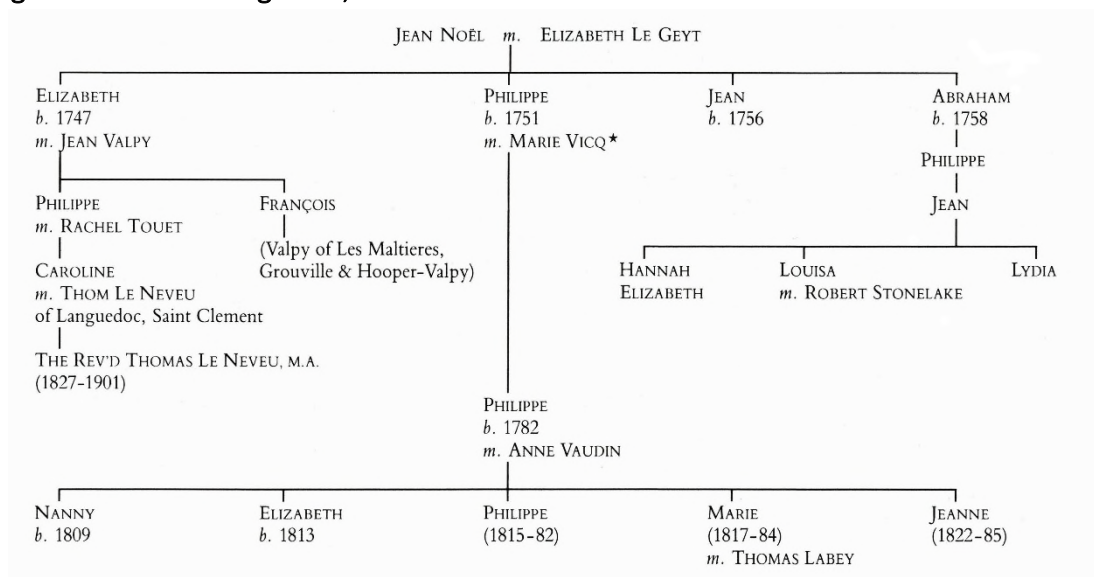 JEAN NOËL m. ELIZABETH LE GEYT
ELIZABETH
b. 1747
m. JEAN VALPY
PHILIPPE
b. 1751
m. MARIE VICQ★
JEAN
b. 1756
ABRAHAM
b. 1758
PHILIPPE
JEAN
PHILIPPE
m. RACHEL TOUET
FRANÇOIS
(Valpy of Les Maltieres,
Grouville & Hooper-Valpy)
CAROLINE
m. THOM LE NEVEU
of Languedoc, Saint Clement
THE REV'D THOMAS LE NEVEU, M.A.
(1827-1901)
HANNAH
ELIZABETH
LOUISA
m. ROBERT STONELAKE
LYDIA
PHILIPPE
b. 1782
m. ANNE VAUDIN
NANNY
b. 1809
ELIZABETH
b. 1813
PHILIPPE
(1815-82)
MARIE
(1817-84)
m. THOMAS LABEY
JEANNE
(1822-85)